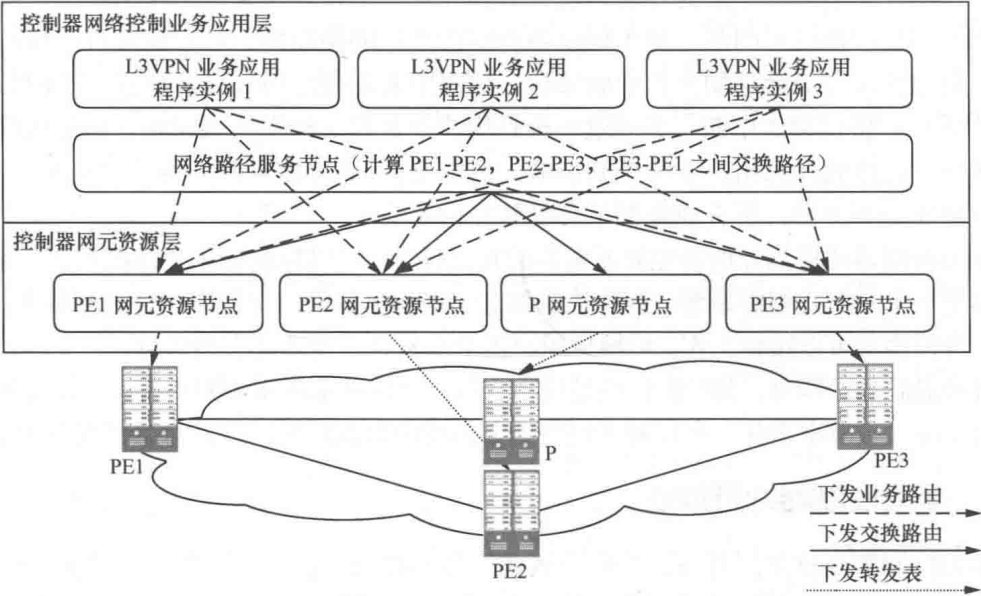 控制器网络控制业务应用层
L3VPN 业务应用
程序实例 1
L3VPN 业务应用
程序实例 2
L3VPN 业务应用
程序实例 3
网络路径服务节点（计算 PE1-PE2，PE2-PE3，PE3-PE1 之间交换路径）
控制器网元资源层
PE1 网元资源节点
PE2 网元资源节点
P 网元资源节点
PE3 网元资源节点
PE1
P
PE3
PE2
下发业务路由
下发交换路由
下发转发表